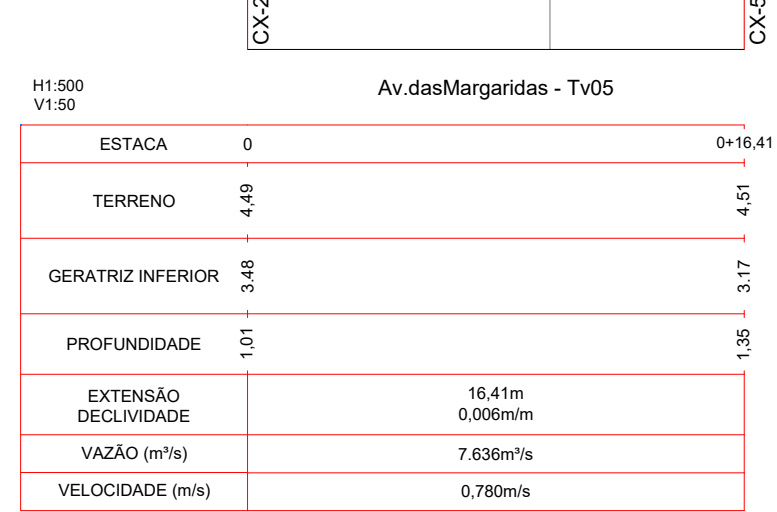 CX-2
CX-5
H1:500
V1:50
Av.dasMargaridas - Tv05
ESTACA 0 0+16,41
TERRENO 4,49 4,51
GERATRIZ INFERIOR 3.48 3.17
PROFUNDIDADE 1,01 1,35
EXTENSÃO 16,41m
DECLIVIDADE 0,006m/m
VAZÃO (m³/s) 7.636m³/s
VELOCIDADE (m/s) 0,780m/s